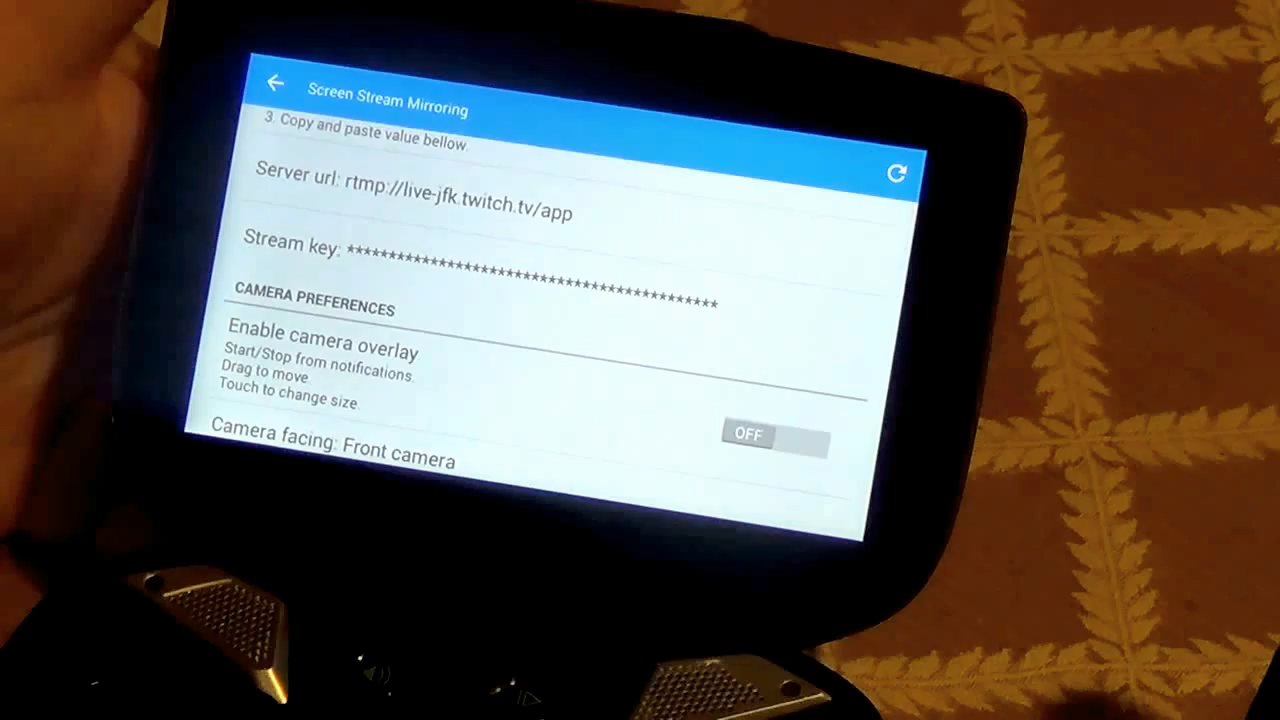 Screen Stream Mirroring
3. Copy and paste value bellow.
Server url: rtmp://live-jfk.twitch.tv/app
Stream key: ********************************************
CAMERA PREFERENCES
Enable camera overlay
Start/Stop from notifications.
Drag to move.
Touch to change size.
OFF
Camera facing: Front camera